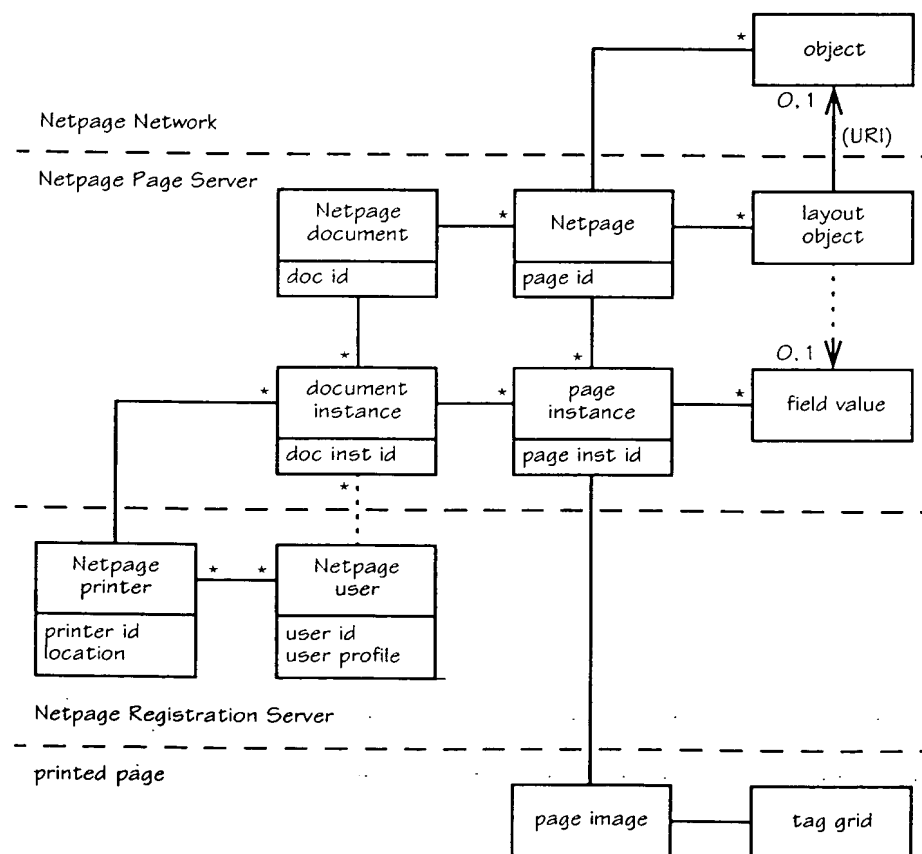 *
object
0.1
(URI)
Netpage Network
Netpage Page Server
Netpage
document
doc id
*
Netpage
page id
*
layout
object
*
*
0.1
*
document
instance
doc inst id
*
page
instance
page inst id
*
field value
*
Netpage
printer
printer id
location
*
*
Netpage
user
user id
user profile
Netpage Registration Server
printed page
page image
tag grid